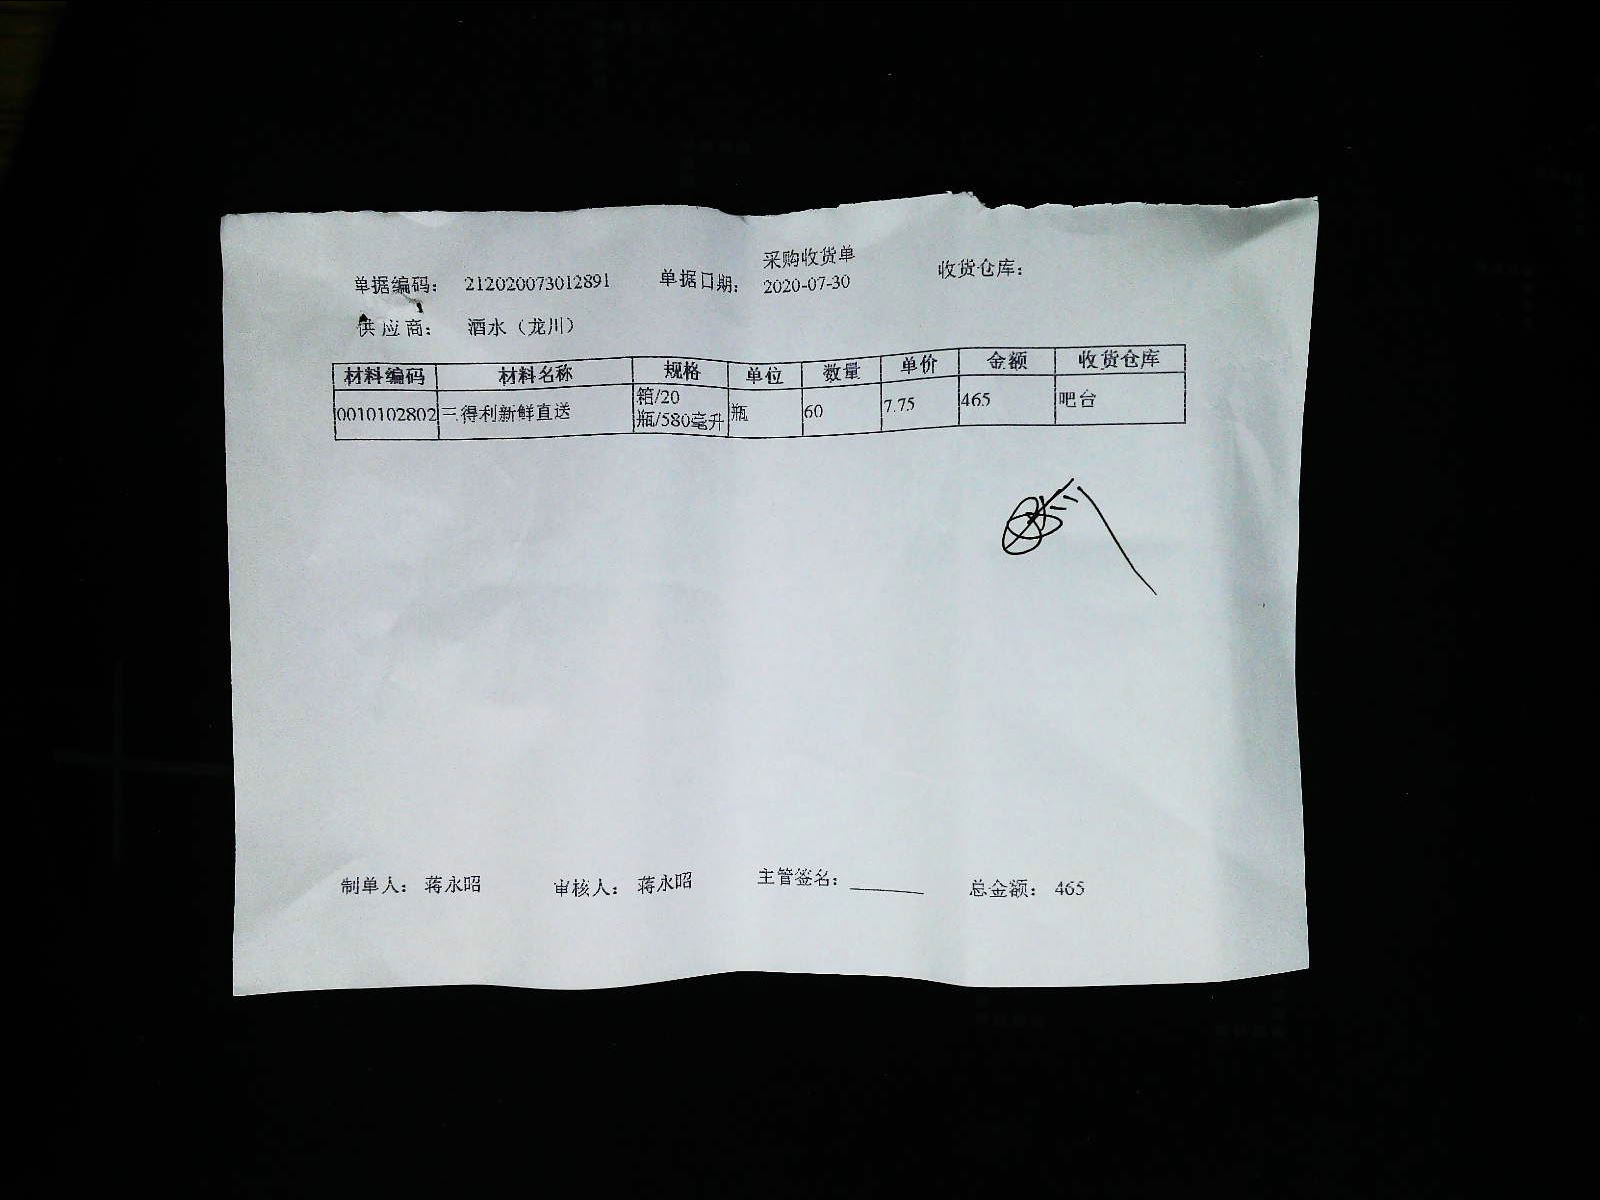 采购收货单
单据编码： 212020073012891 单据日期： 2020-07-30 收货仓库：
供应商： 酒水（龙川）
材料编码 材料名称 规格 单位 数量 单价 金额 收货仓库
0010102802 三得利新鲜直送 箱/20 瓶 60 7.75 465 吧台
瓶/580毫升
制单人： 蒋永昭 审核人： 蒋永昭 主管签名： 总金额： 465